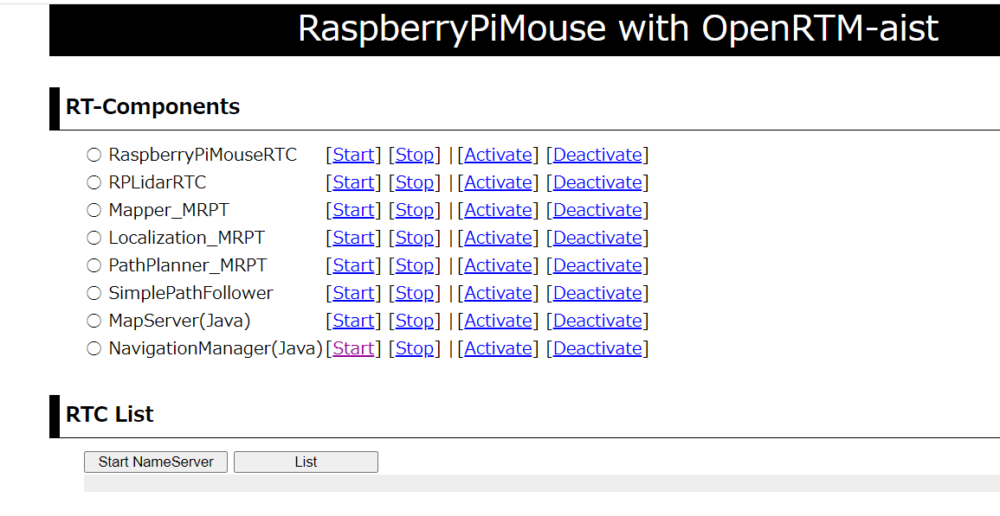 RaspberryPiMouse with OpenRTM-aist
RT-Components
○ RaspberryPiMouseRTC [Start] [Stop] | [Activate] [Deactivate]
○ RPLidarRTC [Start] [Stop] | [Activate] [Deactivate]
○ Mapper_MRPT [Start] [Stop] | [Activate] [Deactivate]
○ Localization_MRPT [Start] [Stop] | [Activate] [Deactivate]
○ PathPlanner_MRPT [Start] [Stop] | [Activate] [Deactivate]
○ SimplePathFollower [Start] [Stop] | [Activate] [Deactivate]
○ MapServer(Java) [Start] [Stop] | [Activate] [Deactivate]
○ NavigationManager(Java) [Start] [Stop] | [Activate] [Deactivate]
RTC List
Start NameServer List